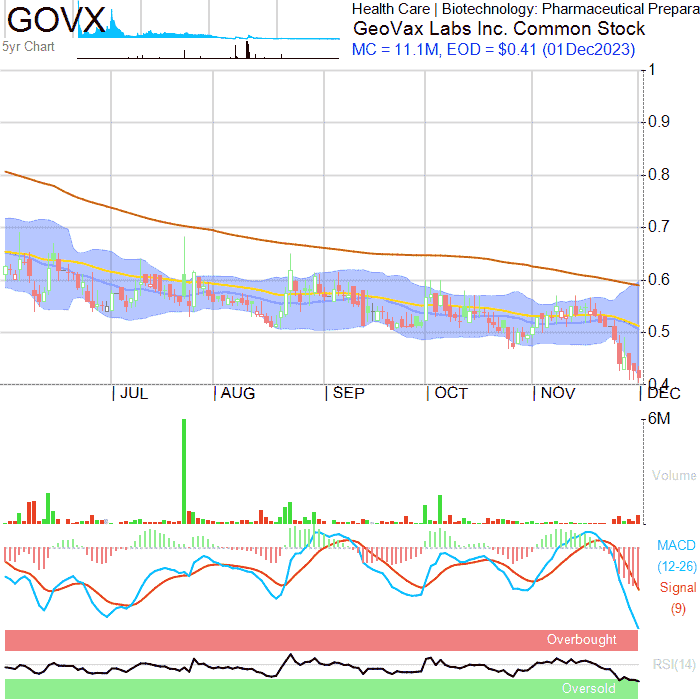 GOVX
5yr Chart
Health Care | Biotechnology: Pharmaceutical Prepara
GeoVax Labs Inc. Common Stock
MC = 11.1M, EOD = $0.41 (01Dec2023)
1
0.9
0.8
0.7
0.6
0.5
0.4
JUL AUG SEP OCT NOV DEC
6M
Volume
MACD
(12-26)
Signal
(9)
Overbought
RSI(14)
Oversold